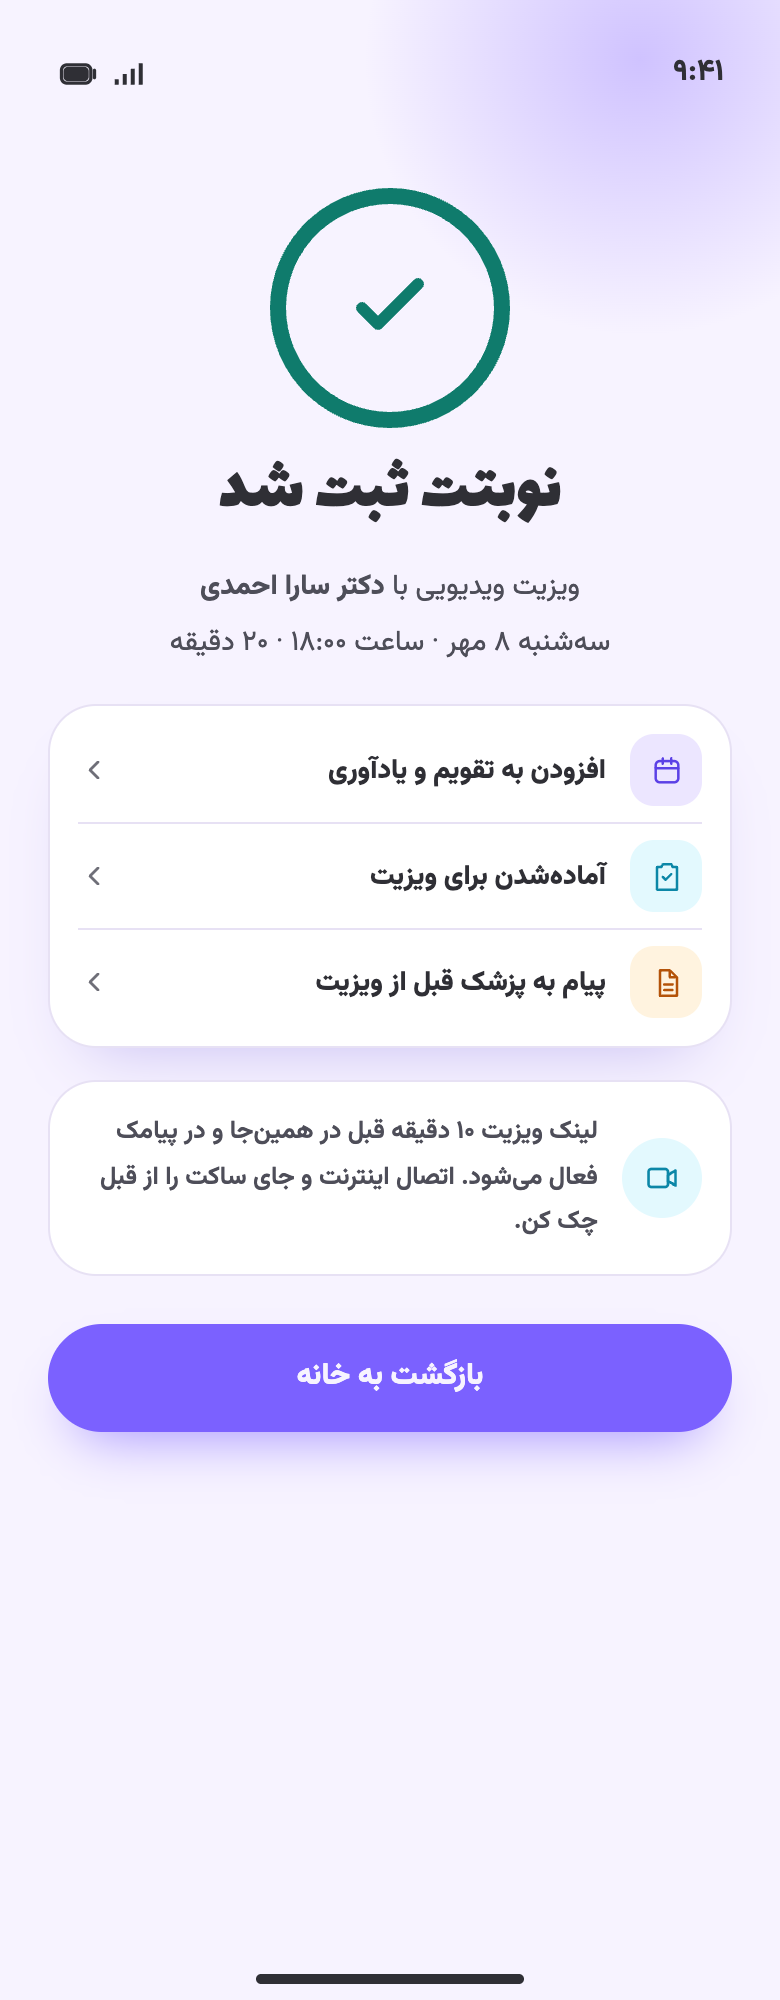 ۹:۴۱
نوبتت ثبت شد
ویزیت ویدیویی با دکتر سارا احمدی
سه‌شنبه ۸ مهر · ساعت ۱۸:۰۰ · ۲۰ دقیقه
افزودن به تقویم و یادآوری
آماده‌شدن برای ویزیت
پیام به پزشک قبل از ویزیت
لینک ویزیت ۱۰ دقیقه قبل در همین‌جا و در پیامک
فعال می‌شود. اتصال اینترنت و جای ساکت را از قبل
چک کن.
بازگشت به خانه